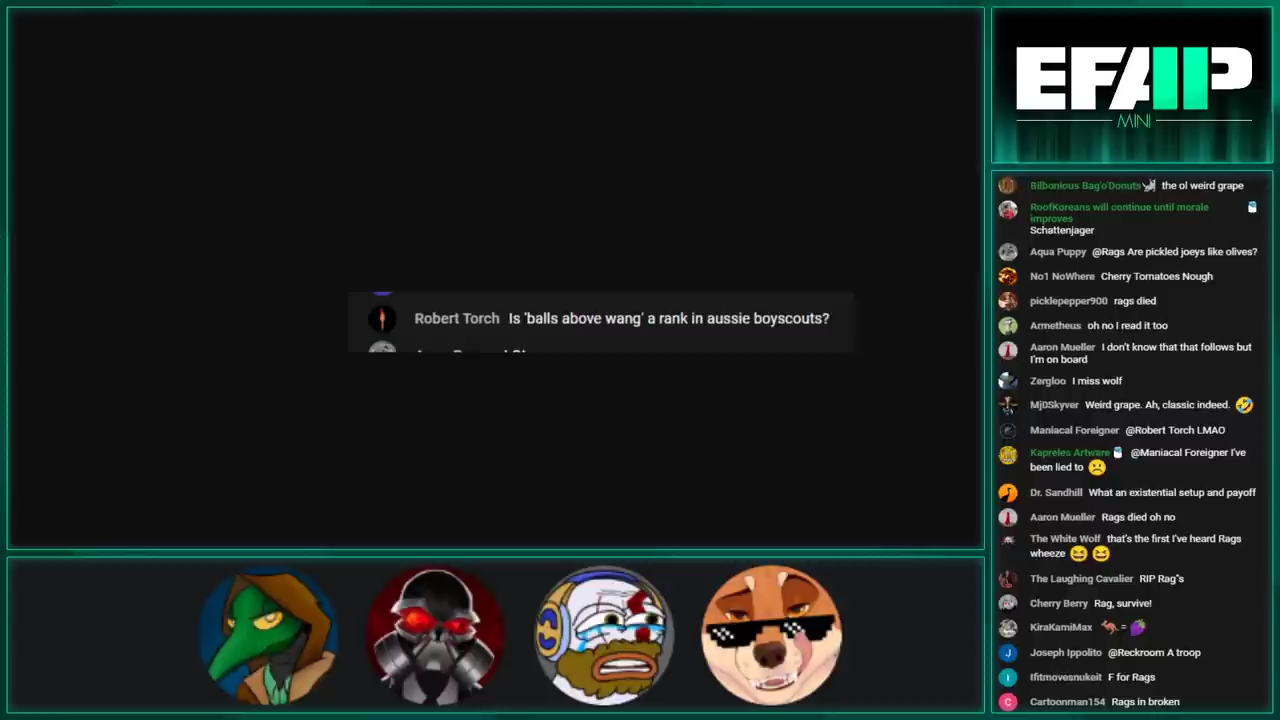 EFAP
MINI
Robert Torch Is 'balls above wang' a rank in aussie boyscouts?
Bilbonious Bag'o'Donuts the ol weird grape
RoofKoreans will continue until morale
improves
Schattenjager
Aqua Puppy @Rags Are pickled joeys like olives?
No1 NoWhere Cherry Tomatoes Nough
picklepepper900 rags died
Armetheus oh no I read it too
Aaron Mueller I don't know that that follows but
I'm on board
Zergloo I miss wolf
Mj0Skyver Weird grape. Ah, classic indeed. 🤣
Maniacal Foreigner @Robert Torch LMAO
Kapreles Artware @Maniacal Foreigner I've
been lied to ☹️
Dr. Sandhill What an existential setup and payoff
Aaron Mueller Rags died oh no
The White Wolf that's the first I've heard Rags
wheeze 😆 😆
The Laughing Cavalier RIP Rag"s
Cherry Berry Rag, survive!
KiraKamiMax 🦘 = 🍇
J Joseph Ippolito @Reckroom A troop
I Itfitmovesnukeit F for Rags
C Cartoonman154 Rags in broken